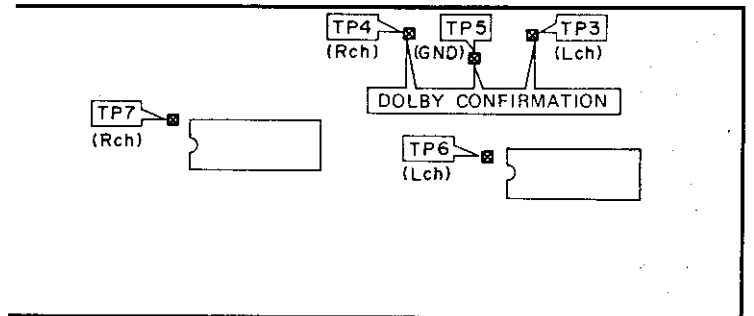 TP4 TP5 TP3
(Rch) (GND) (Lch)
DOLBY CONFIRMATION
TP7
(Rch)
TP6
(Lch)